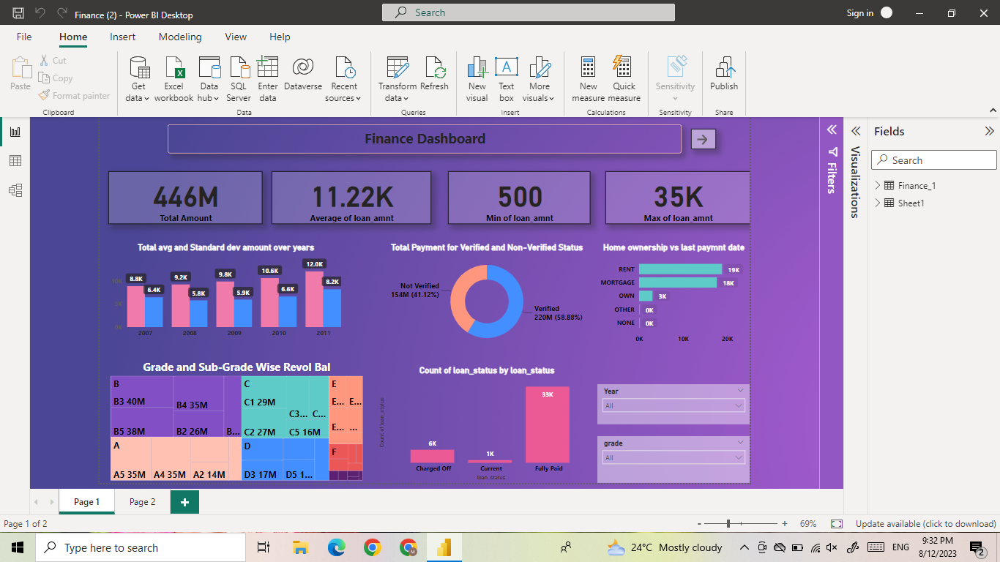 Finance (2) - Power BI Desktop
Search
Sign in
File
Home
Insert
Modeling
View
Help
Paste
Cut
Copy
Format painter
Clipboard
Get data
Excel workbook
Data hub
SQL Server
Enter data
Dataverse
Recent sources
Data
Transform data
Refresh
Queries
New visual
Text box
More visuals
Insert
New measure
Quick measure
Calculations
Sensitivity
Sensitivity
Publish
Share
Finance Dashboard
Filters
Visualizations
Fields
Search
Finance_1
Sheet1
446M
Total Amount
11.22K
Average of loan_amnt
500
Min of loan_amnt
35K
Max of loan_amnt
Total avg and Standard dev amount over years
10K
5K
0K
8.8K
6.4K
9.2K
5.8K
9.8K
5.9K
10.6K
6.6K
12.0K
8.2K
2007
2008
2009
2010
2011
Total Payment for Verified and Non-Verified Status
Not Verified
154M (41.12%)
Verified
220M (58.88%)
Home ownership vs last paymnt date
RENT
19K
MORTGAGE
18K
OWN
3K
OTHER
0K
NONE
0K
0K
10K
20K
Grade and Sub-Grade Wise Revol Bal
B
B3 40M
B4 35M
B5 38M
B2 26M
B...
C
C1 29M
C3...
C...
C2 27M
C5 16M
E
E...
E...
E...
...
A
A5 35M
A4 35M
A2 14M
D
D3 17M
D5 1...
F
Count of loan_status by loan_status
Count of loan_status
6K
1K
33K
Charged Off
Current
Fully Paid
loan_status
Year
All
grade
All
Page 1
Page 2
+
Page 1 of 2
- + 69%
Update available (click to download)
Type here to search
24°C Mostly cloudy
ENG
9:32 PM
8/12/2023
2